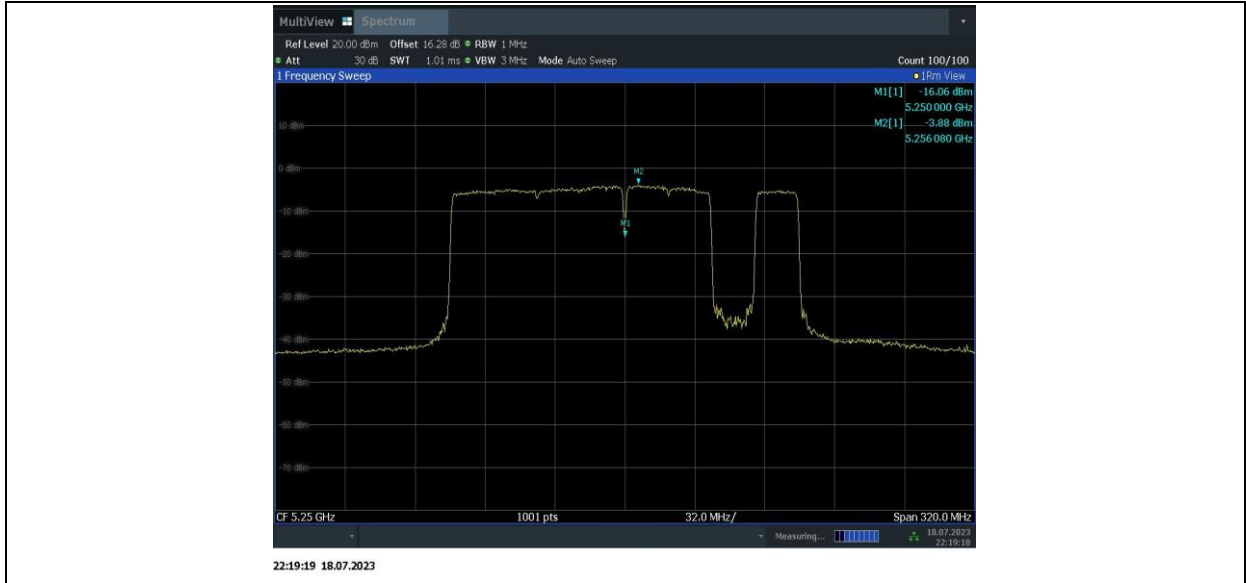 MultiView Spectrum
Ref Level 20.00 dBm Offset 16.28 dB RBW 1 MHz
Att 30 dB SWT 1.01 ms VBW 3 MHz Mode Auto Sweep Count 100/100
1 Frequency Sweep 1Rm View
M1[1] -16.06 dBm
5.250 000 GHz
10 dBm
M2[1] -3.88 dBm
5.256 080 GHz
0 dBm
M2
-10 dBm
M1
-20 dBm
-30 dBm
-40 dBm
-50 dBm
-60 dBm
-70 dBm
CF 5.25 GHz 1001 pts 32.0 MHz/ Span 320.0 MHz
Measuring... 18.07.2023
22:19:18
22:19:19 18.07.2023